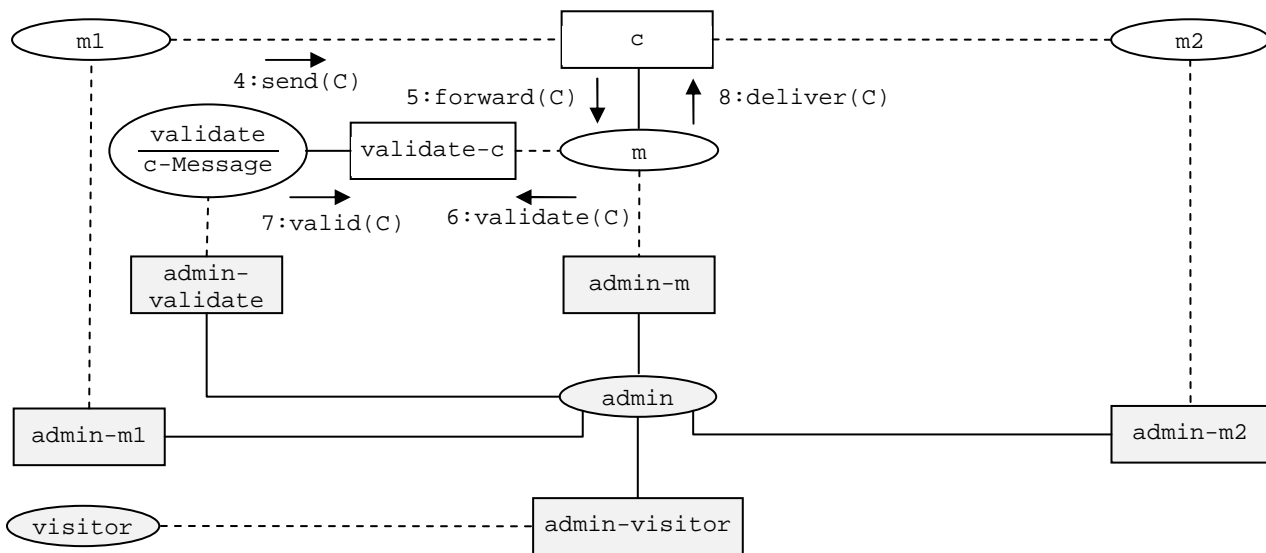 m1
c
m2
4:send(C)
5:forward(C)
8:deliver(C)
validate
c-Message
validate-c
m
7:valid(C)
6:validate(C)
admin-
validate
admin-m
admin
admin-m1
admin-m2
visitor
admin-visitor